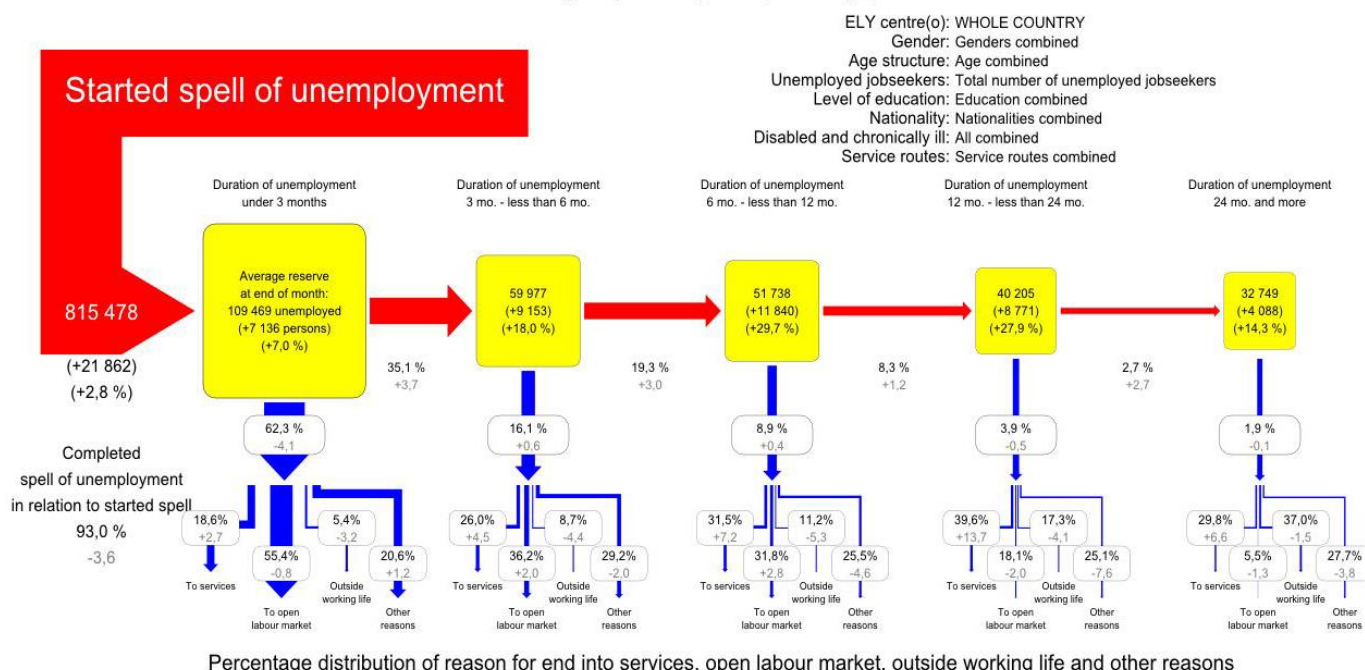 ELY centre(o): WHOLE COUNTRY
Gender: Genders combined
Age structure: Age combined
Unemployed jobseekers: Total number of unemployed jobseekers
Level of education: Education combined
Nationality: Nationalities combined
Disabled and chronically ill: All combined
Service routes: Service routes combined
Started spell of unemployment
Duration of unemployment
under 3 months
Duration of unemployment
3 mo. - less than 6 mo.
Duration of unemployment
6 mo. - less than 12 mo.
Duration of unemployment
12 mo. - less than 24 mo.
Duration of unemployment
24 mo. and more
815 478
(+21 862)
(+2,8 %)
Average reserve
at end of month:
109 469 unemployed
(+7 136 persons)
(+7,0 %)
35,1 %
+3,7
59 977
(+9 153)
(+18,0 %)
19,3 %
+3,0
51 738
(+11 840)
(+29,7 %)
8,3 %
+1,2
40 205
(+8 771)
(+27,9 %)
2,7 %
+2,7
32 749
(+4 088)
(+14,3 %)
62,3 %
-4,1
16,1 %
+0,6
8,9 %
+0,4
3,9 %
-0,5
1,9 %
-0,1
Completed
spell of unemployment
in relation to started spell
93,0 %
-3,6
18,6%
+2,7
To services
55,4%
-0,8
To open
labour market
5,4%
-3,2
Outside
working life
20,6%
+1,2
Other
reasons
26,0%
+4,5
To services
36,2%
+2,0
To open
labour market
8,7%
-4,4
Outside
working life
29,2%
-2,0
Other
reasons
31,5%
+7,2
To services
31,8%
+2,8
To open
labour market
11,2%
-5,3
Outside
working life
25,5%
-4,6
Other
reasons
39,6%
+13,7
To services
18,1%
-2,0
To open
labour market
17,3%
-4,1
Outside
working life
25,1%
-7,6
Other
reasons
29,8%
+6,6
To services
5,5%
-1,3
To open
labour market
37,0%
-1,5
Outside
working life
27,7%
-3,8
Other
reasons
Percentage distribution of reason for end into services, open labour market, outside working life and other reasons